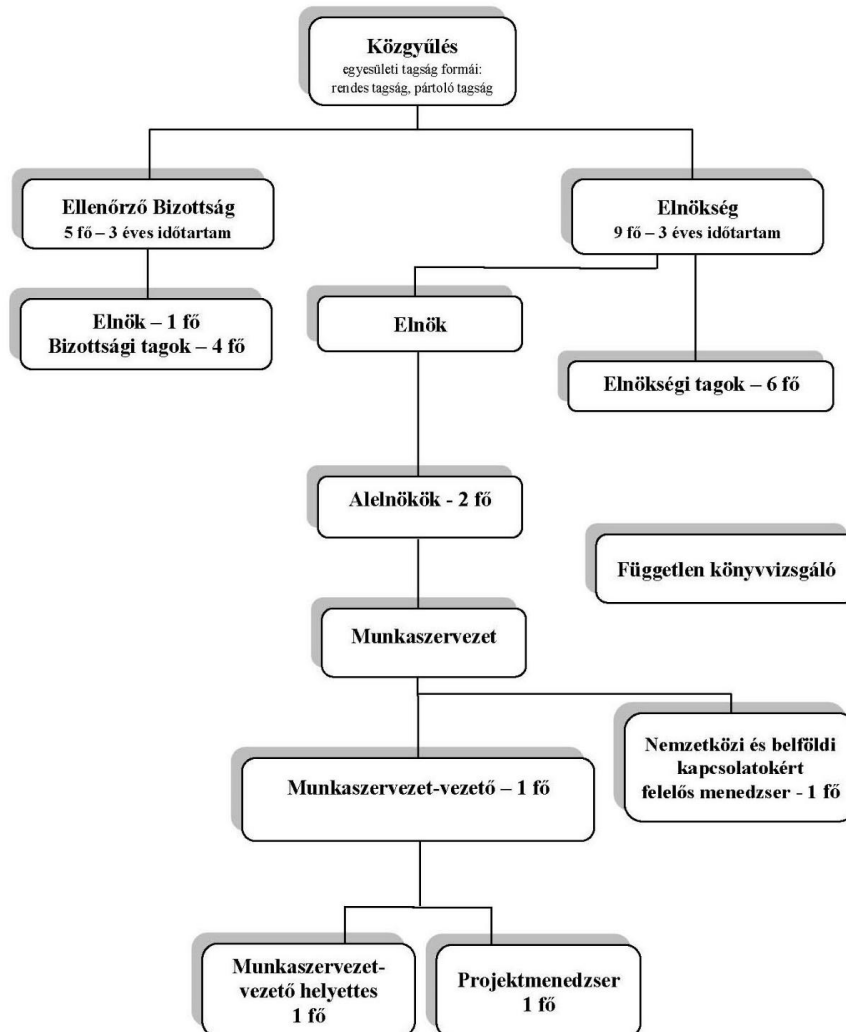 Közgyűlés
egyesületi tagság formái:
rendes tagság, pártoló tagság
Ellenőrző Bizottság
5 fő – 3 éves időtartam
Elnökség
9 fő – 3 éves időtartam
Elnök – 1 fő
Bizottsági tagok – 4 fő
Elnök
Elnökségi tagok – 6 fő
Alelnökök - 2 fő
Független könyvvizsgáló
Munkaszervezet
Nemzetközi és belföldi
kapcsolatokért
felelős menedzser - 1 fő
Munkaszervezet-vezető – 1 fő
Munkaszervezet-
vezető helyettes
1 fő
Projektmenedzser
1 fő